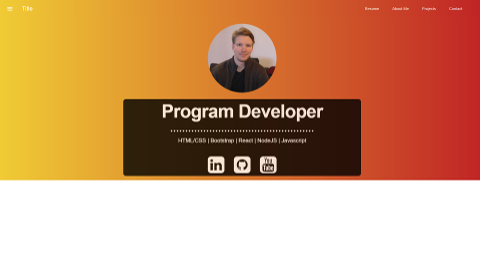 Title
Resume
About Me
Projects
Contact
Program Developer
HTML/CSS | Bootstrap | React | NodeJS | Javascript
in
You
Tube